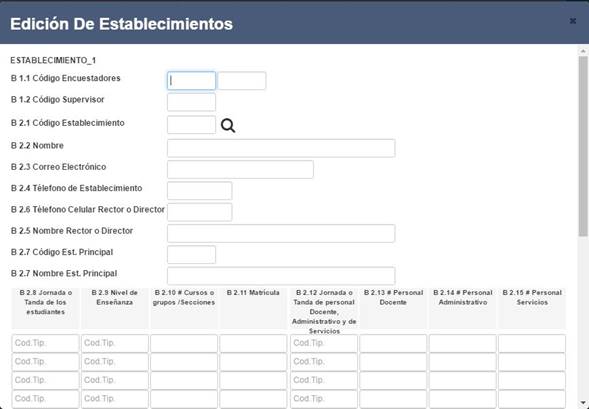 Edición De Establecimientos
ESTABLECIMIENTO_1
B 1.1 Código Encuestadores
B 1.2 Código Supervisor
B 2.1 Código Establecimiento
B 2.2 Nombre
B 2.3 Correo Electrónico
B 2.4 Télefono de Establecimiento
B 2.6 Télefono Celular Rector o Director
B 2.5 Nombre Rector o Director
B 2.7 Código Est. Principal
B 2.7 Nombre Est. Principal
B 2.8 Jornada o Tanda de los estudiantes
B 2.9 Nivel de Enseñanza
B 2.10 # Cursos o grupos /Secciones
B 2.11 Matrícula
B 2.12 Jornada o Tanda de personal Docente, Administrativo y de Servicios
B 2.13 # Personal Docente
B 2.14 # Personal Administrativo
B 2.15 # Personal Servicios
Cod.Tip. Cod.Tip. Cod.Tip.
Cod.Tip. Cod.Tip. Cod.Tip.
Cod.Tip. Cod.Tip. Cod.Tip.
Cod.Tip. Cod.Tip. Cod.Tip.